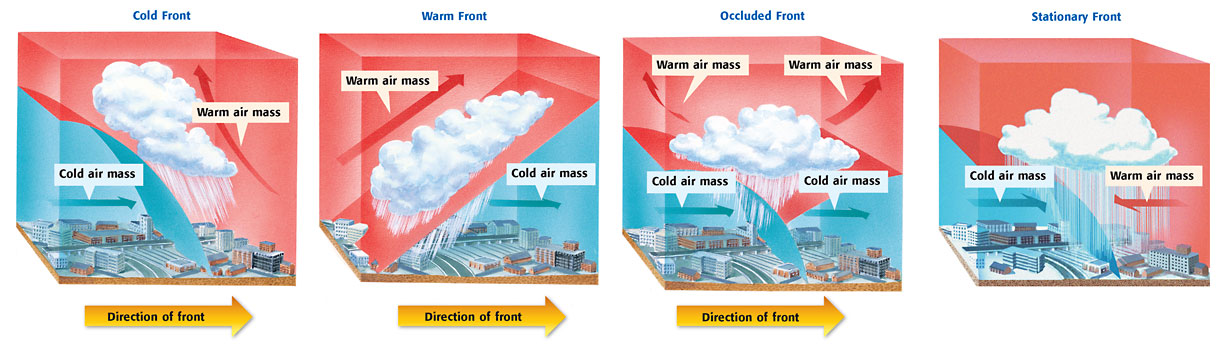 Cold Front
Warm air mass
Cold air mass
Direction of front
Warm Front
Warm air mass
Cold air mass
Direction of front
Occluded Front
Warm air mass
Warm air mass
Cold air mass
Cold air mass
Direction of front
Stationary Front
Cold air mass
Warm air mass